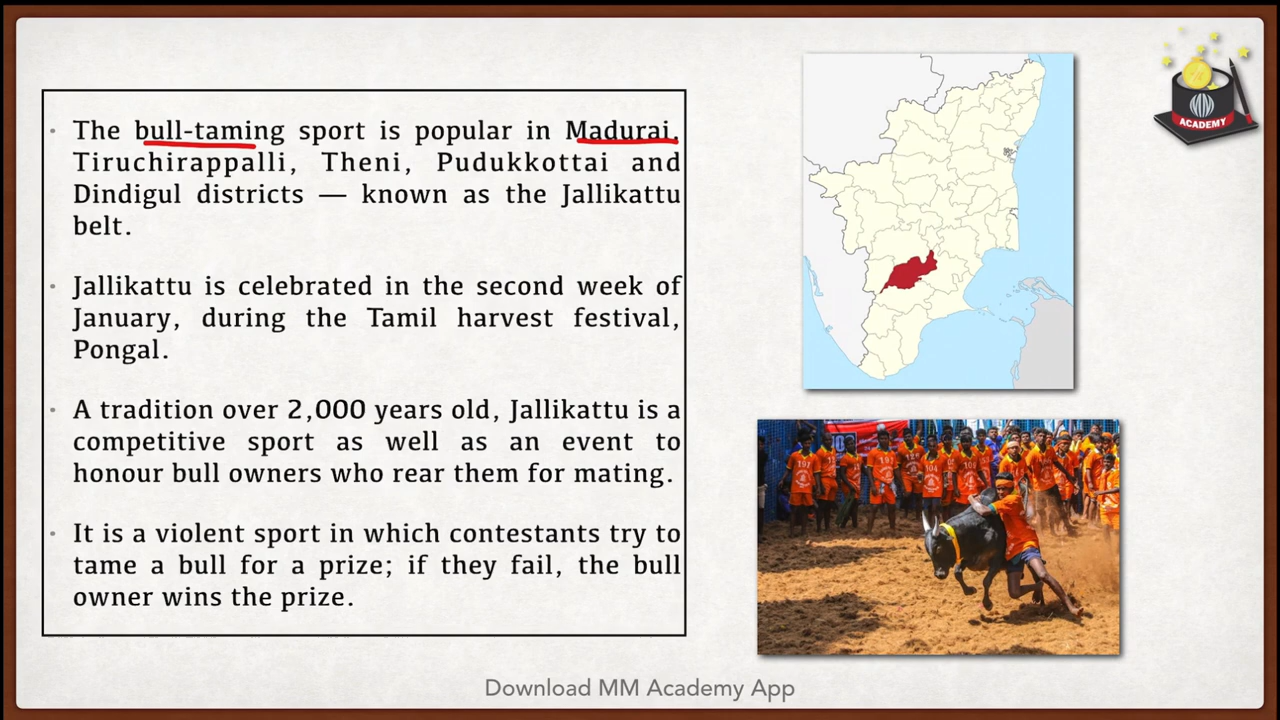 • The bull-taming sport is popular in Madurai,
Tiruchirappalli, Theni, Pudukkottai and
Dindigul districts — known as the Jallikattu
belt.
• Jallikattu is celebrated in the second week of
January, during the Tamil harvest festival,
Pongal.
• A tradition over 2,000 years old, Jallikattu is a
competitive sport as well as an event to
honour bull owners who rear them for mating.
• It is a violent sport in which contestants try to
tame a bull for a prize; if they fail, the bull
owner wins the prize.
ACADEMY
191
191
104
109
Download MM Academy App